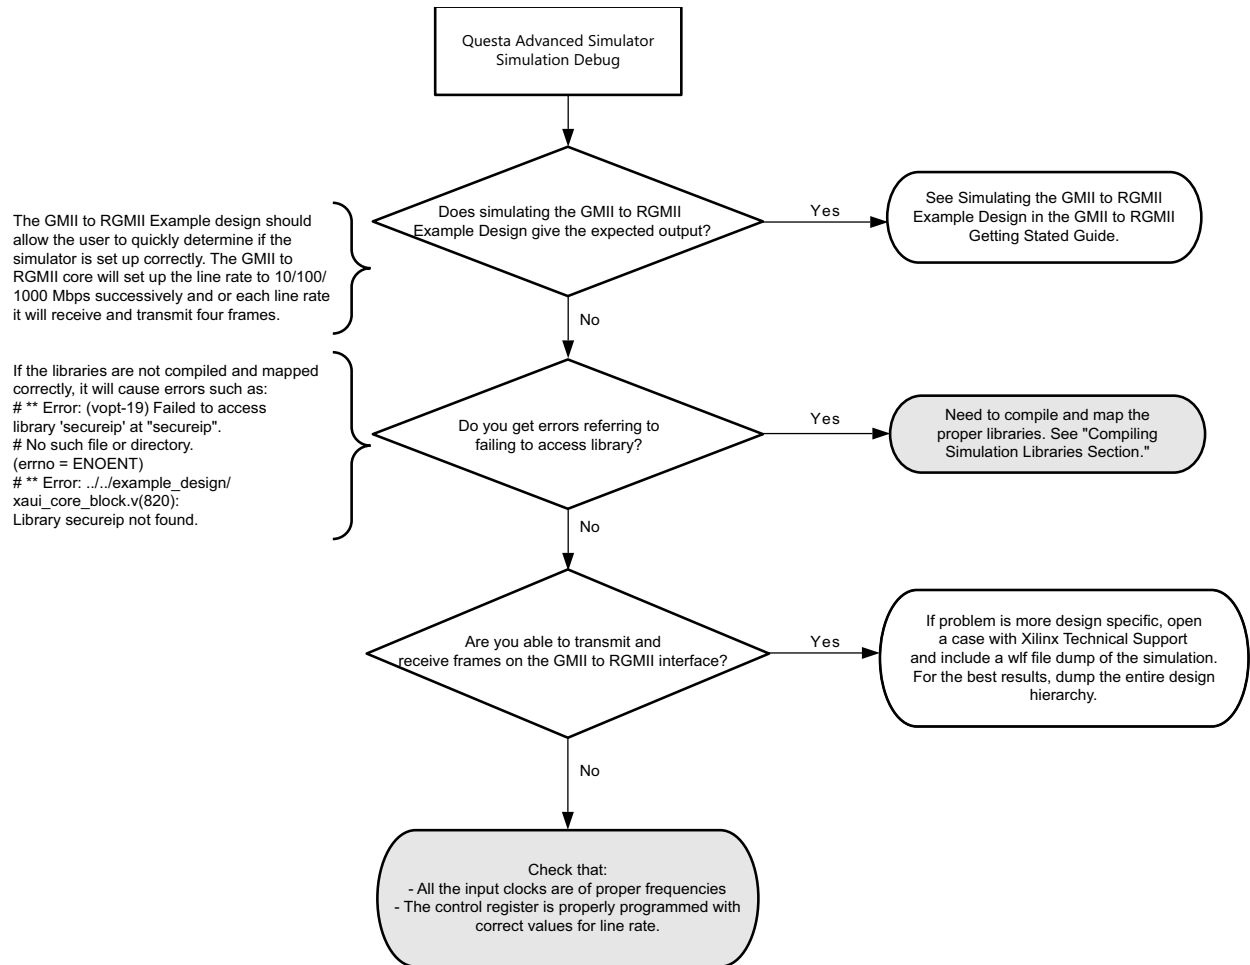 Questa Advanced Simulator
Simulation Debug
Does simulating the GMII to RGMII
Example Design give the expected output?
Yes
See Simulating the GMII to RGMII
Example Design in the GMII to RGMII
Getting Stated Guide.
The GMII to RGMII Example design should
allow the user to quickly determine if the
simulator is set up correctly. The GMII to
RGMII core will set up the line rate to 10/100/
1000 Mbps successively and or each line rate
it will receive and transmit four frames.
No
If the libraries are not compiled and mapped
correctly, it will cause errors such as:
# ** Error: (vopt-19) Failed to access
library 'secureip' at "secureip".
# No such file or directory.
(errno = ENOENT)
# ** Error: ../../example_design/
xaui_core_block.v(820):
Library secureip not found.
Do you get errors referring to
failing to access library?
Yes
Need to compile and map the
proper libraries. See "Compiling
Simulation Libraries Section."
No
Are you able to transmit and
receive frames on the GMII to RGMII interface?
Yes
If problem is more design specific, open
a case with Xilinx Technical Support
and include a wlf file dump of the simulation.
For the best results, dump the entire design
hierarchy.
No
Check that:
- All the input clocks are of proper frequencies
- The control register is properly programmed with
correct values for line rate.